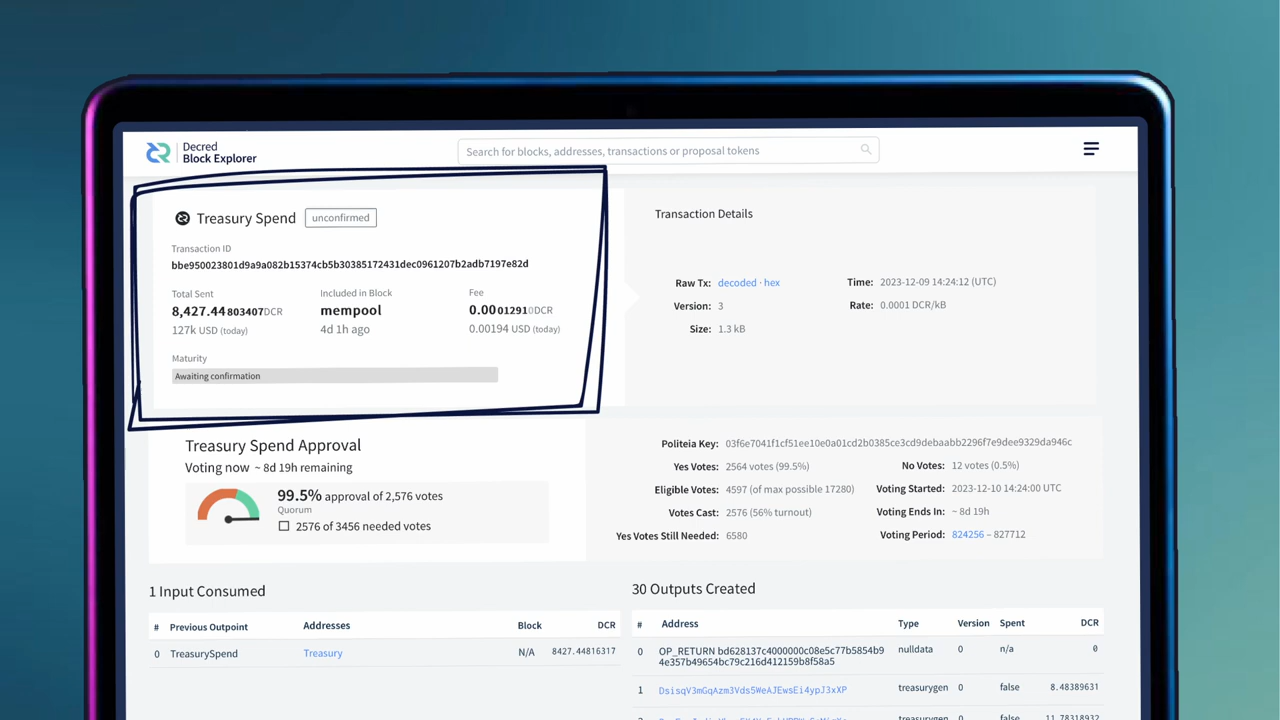 Decred
Block Explorer
Search for blocks, addresses, transactions or proposal tokens
Treasury Spend unconfirmed
Transaction ID
bbe950023801d9a9a082b15374cb5b30385172431dec0961207b2adb7197e82d
Total Sent Included in Block Fee
8,427.44803407DCR mempool 0.0001291 0DCR
127k USD (today) 4d 1h ago 0.00194 USD (today)
Maturity
Awaiting confirmation
Transaction Details
Raw Tx: decoded · hex Time: 2023-12-09 14:24:12 (UTC)
Version: 3 Rate: 0.0001 DCR/kB
Size: 1.3 kB
Treasury Spend Approval
Voting now ~ 8d 19h remaining
99.5% approval of 2,576 votes
Quorum
2576 of 3456 needed votes
Politeia Key: 03f6e7041f1cf51ee10e0a01cd2b0385ce3cd9debaabb2296f7e9dee9329da946c
Yes Votes: 2564 votes (99.5%) No Votes: 12 votes (0.5%)
Eligible Votes: 4597 (of max possible 17280) Voting Started: 2023-12-10 14:24:00 UTC
Votes Cast: 2576 (56% turnout) Voting Ends In: ~ 8d 19h
Yes Votes Still Needed: 6580 Voting Period: 824256 – 827712
1 Input Consumed
# Previous Outpoint Addresses Block DCR
0 TreasurySpend Treasury N/A 8427.44816317
30 Outputs Created
# Address Type Version Spent DCR
0 OP_RETURN bd628137c4000000c08e5c77b5854b9 nulldata 0 n/a 0
4e357b49654bc79c216d412159b8f58a5
1 DsisqV3mGqAzm3Vds5WeAJEwsEi4ypJ3xXP treasurygen 0 false 8.48389631